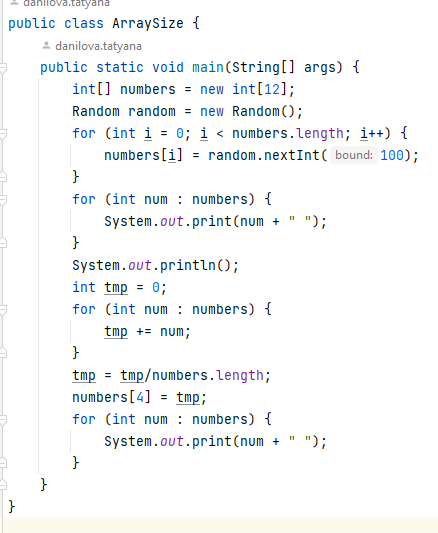 danilova.tatyana
public class ArraySize {
danilova.tatyana
public static void main(String[] args) {
int[] numbers = new int[12];
Random random = new Random();
for (int i = 0; i < numbers.length; i++) {
numbers[i] = random.nextInt( bound: 100);
}
for (int num : numbers) {
System.out.print(num + " ");
}
System.out.println();
int tmp = 0;
for (int num : numbers) {
tmp += num;
}
tmp = tmp/numbers.length;
numbers[4] = tmp;
for (int num : numbers) {
System.out.print(num + " ");
}
}
}